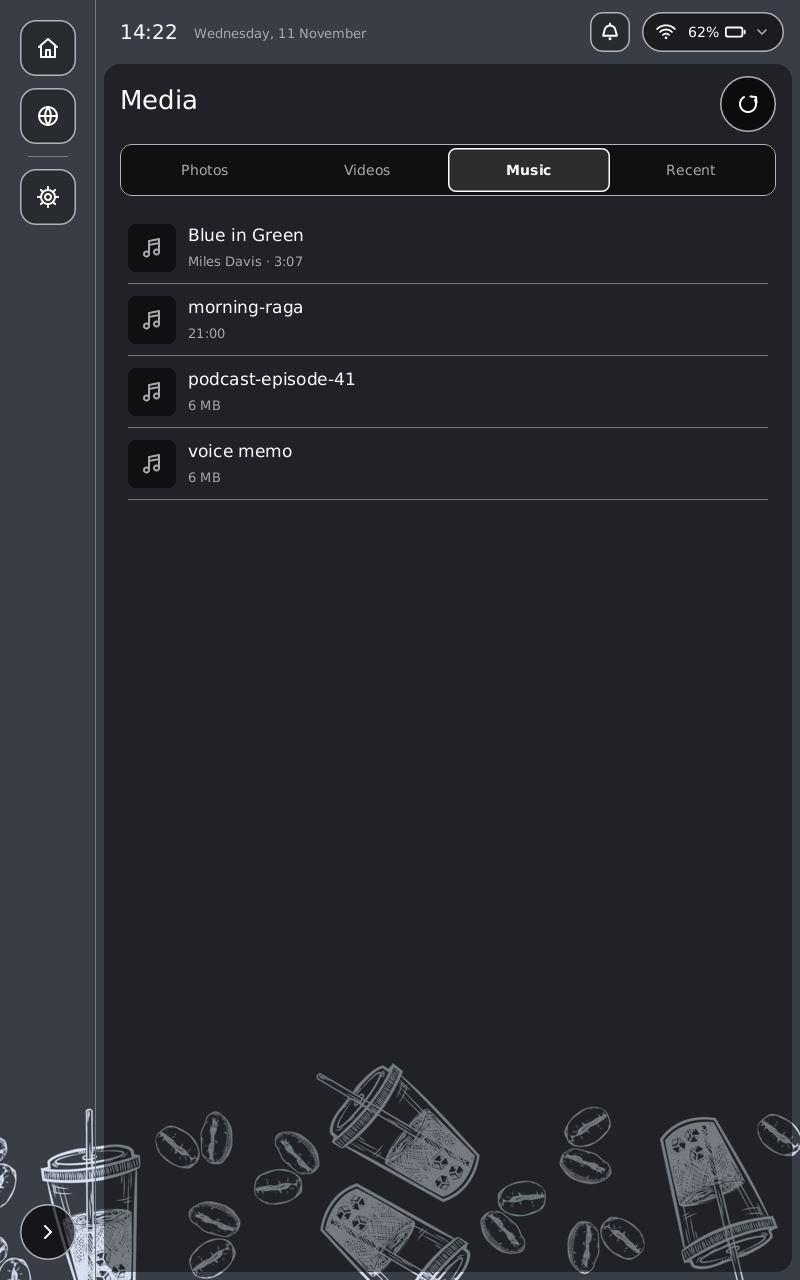 14:22 Wednesday, 11 November 62%
Media
Photos Videos Music Recent
Blue in Green
Miles Davis · 3:07
morning-raga
21:00
podcast-episode-41
6 MB
voice memo
6 MB